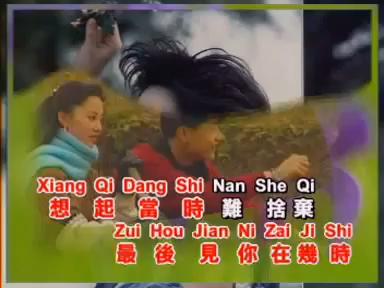 Xiang Qi Dang Shi Nan She Qi
想 起 當 時 難 捨 棄
Zui Hou Jian Ni Zai Ji Shi
最 後 見 你 在 幾 時